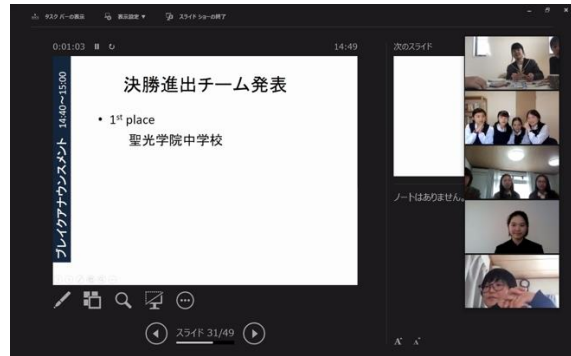 タスク バーの表示 表示設定 ▼ スライド ショーの終了
0:01:03 14:49
次のスライド
ブレイクアナウンスメント 14:40～15:00
決勝進出チーム発表
• 1st place
聖光学院中学校
ノートはありません。
スライド 31/49
A A